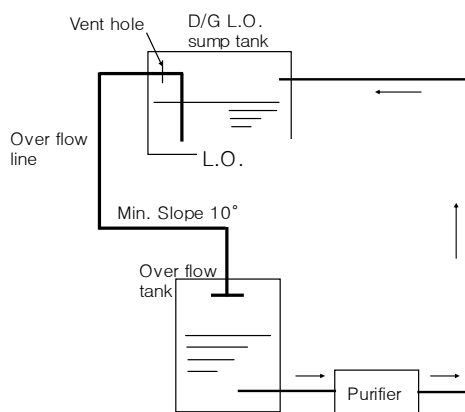 Vent hole
D/G L.O.
sump tank
Over flow
line
L.O.
Min. Slope 10°
Over flow
tank
Purifier